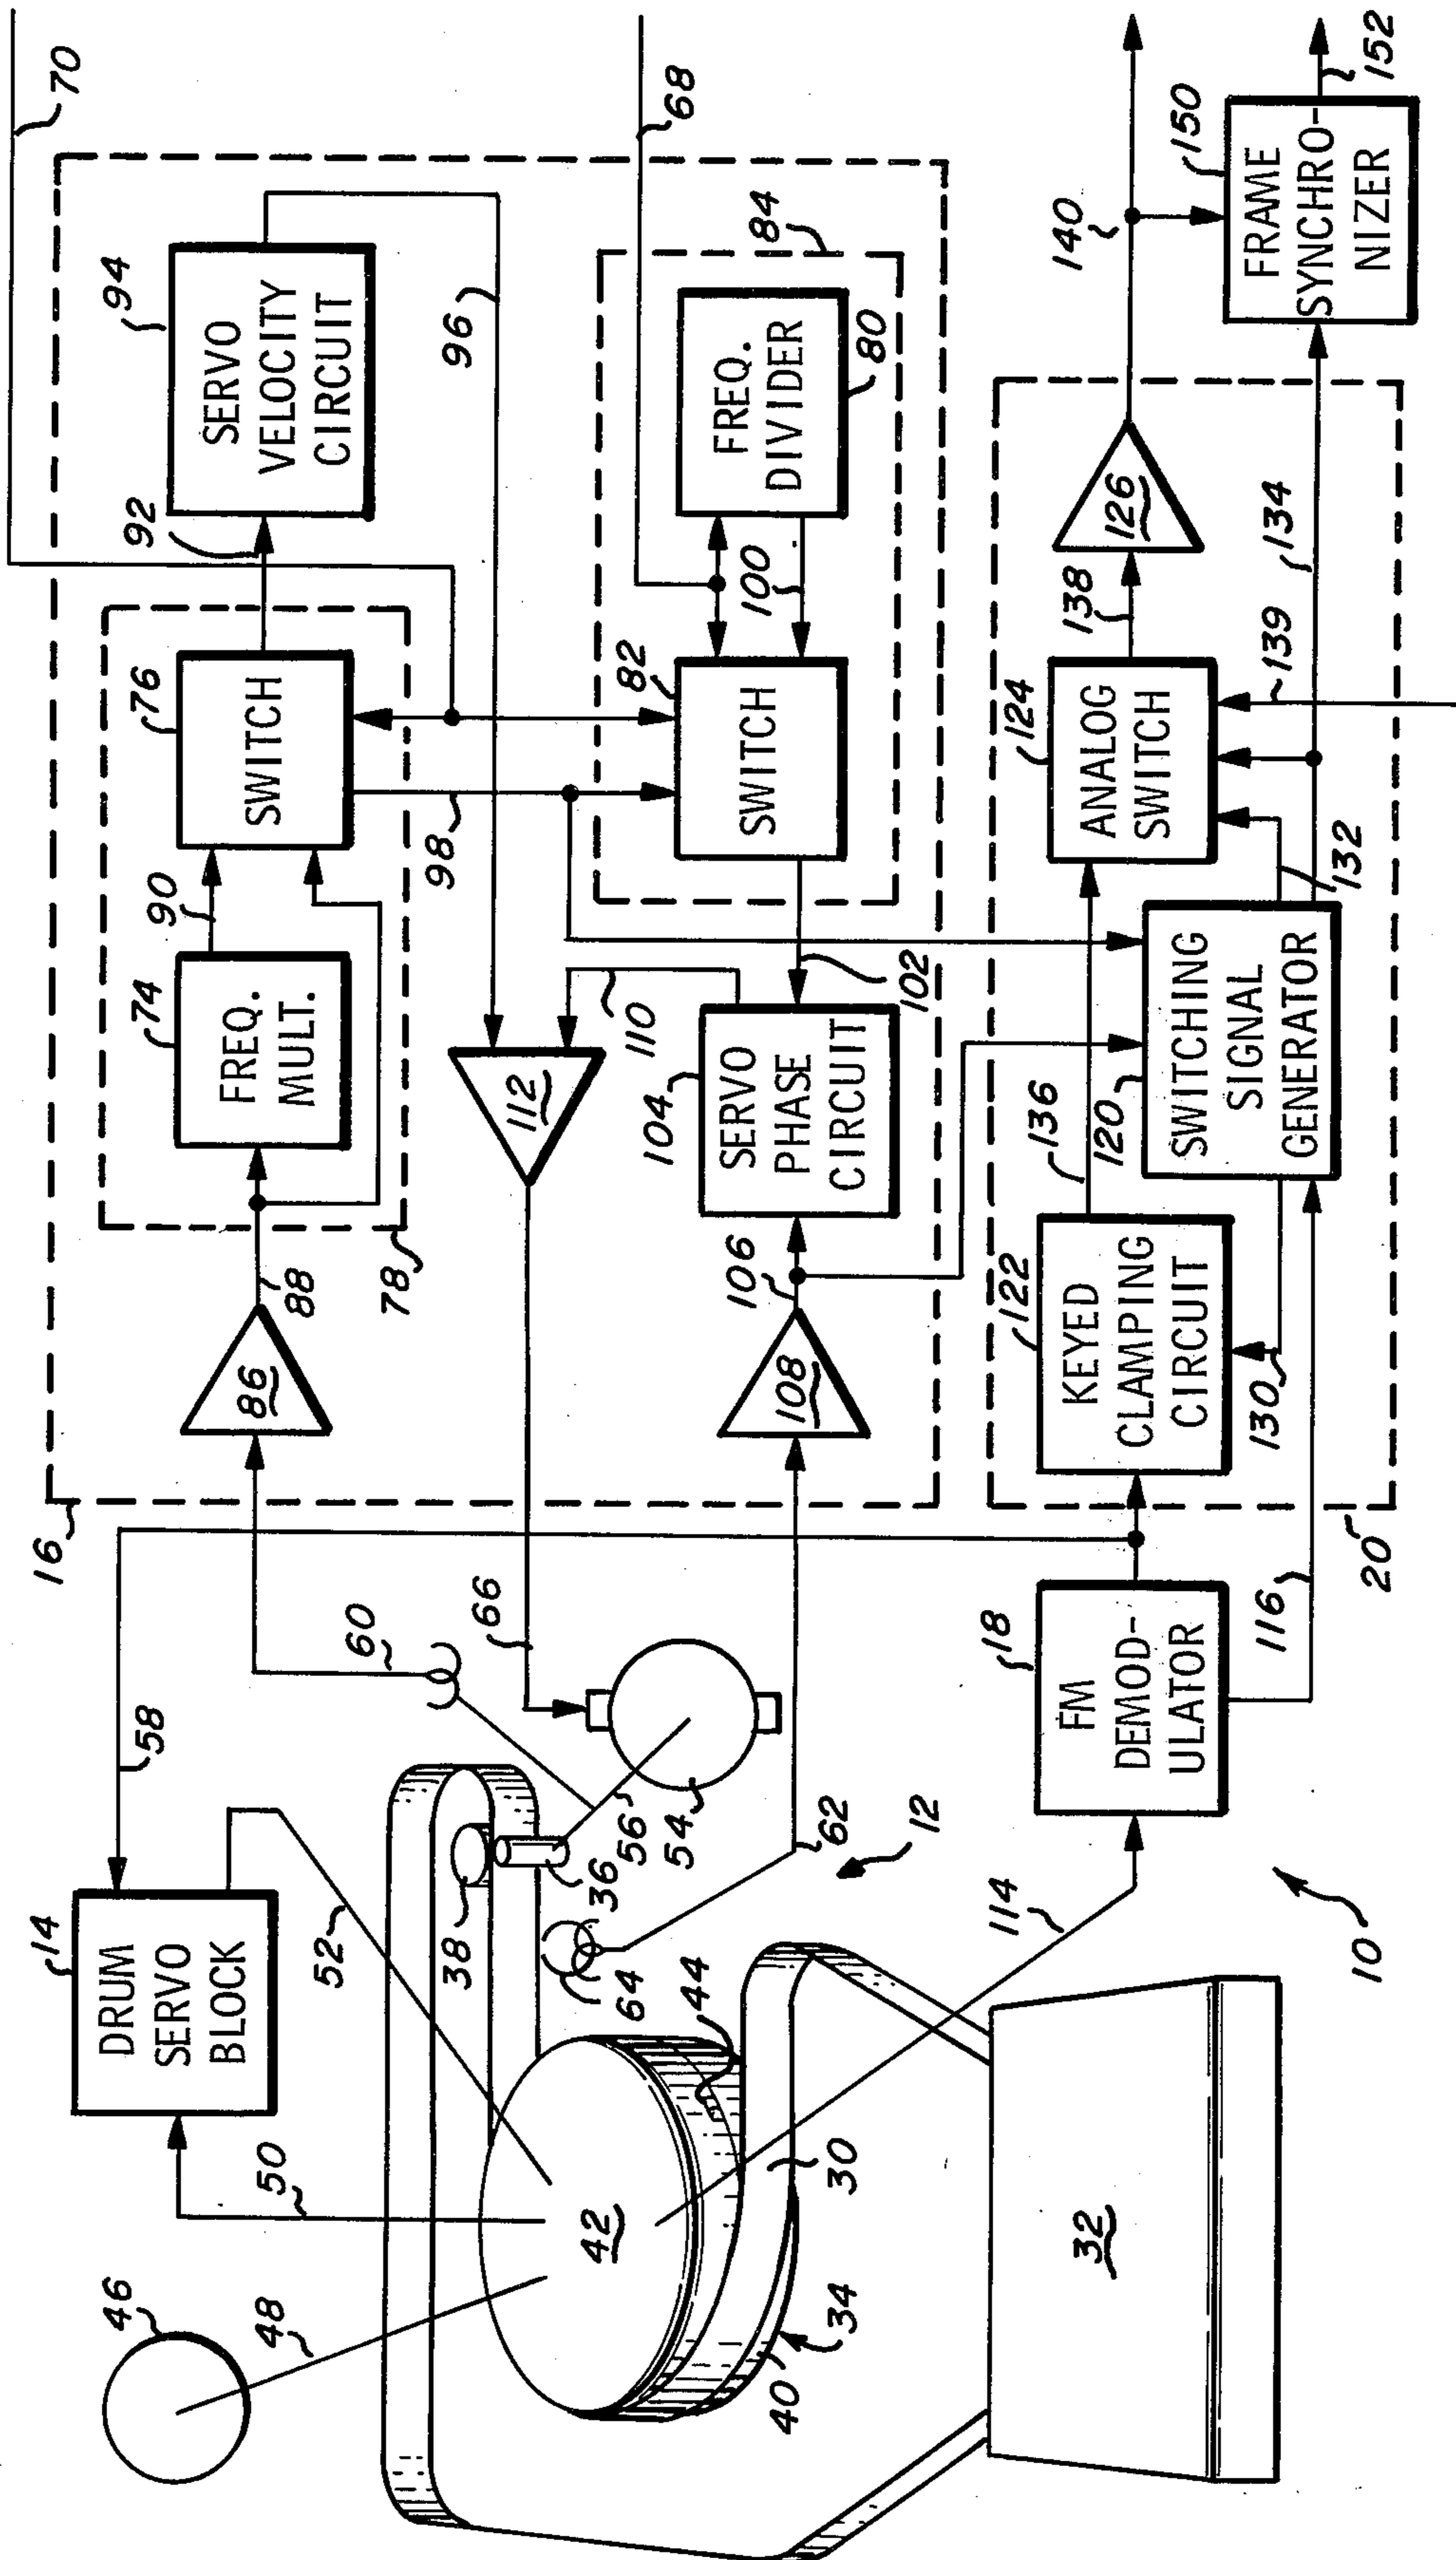 46
48
50
14
DRUM
SERVO
BLOCK
52
58
16
60
66
86
88
78
74
FREQ.
MULT.
90
76
SWITCH
92
94
SERVO
VELOCITY
CIRCUIT
70
96
98
112
110
68
42
34
40
30
44
64
38
36
56
54
62
12
32
10
108
106
104
SERVO
PHASE
CIRCUIT
102
82
SWITCH
100
FREQ.
DIVIDER
80
84
114
18
FM
DEMOD-
ULATOR
116
20
122
KEYED
CLAMPING
CIRCUIT
130
136
120
SWITCHING
SIGNAL
GENERATOR
132
124
ANALOG
SWITCH
138
139
134
126
140
150
FRAME
SYNCHRO-
NIZER
152